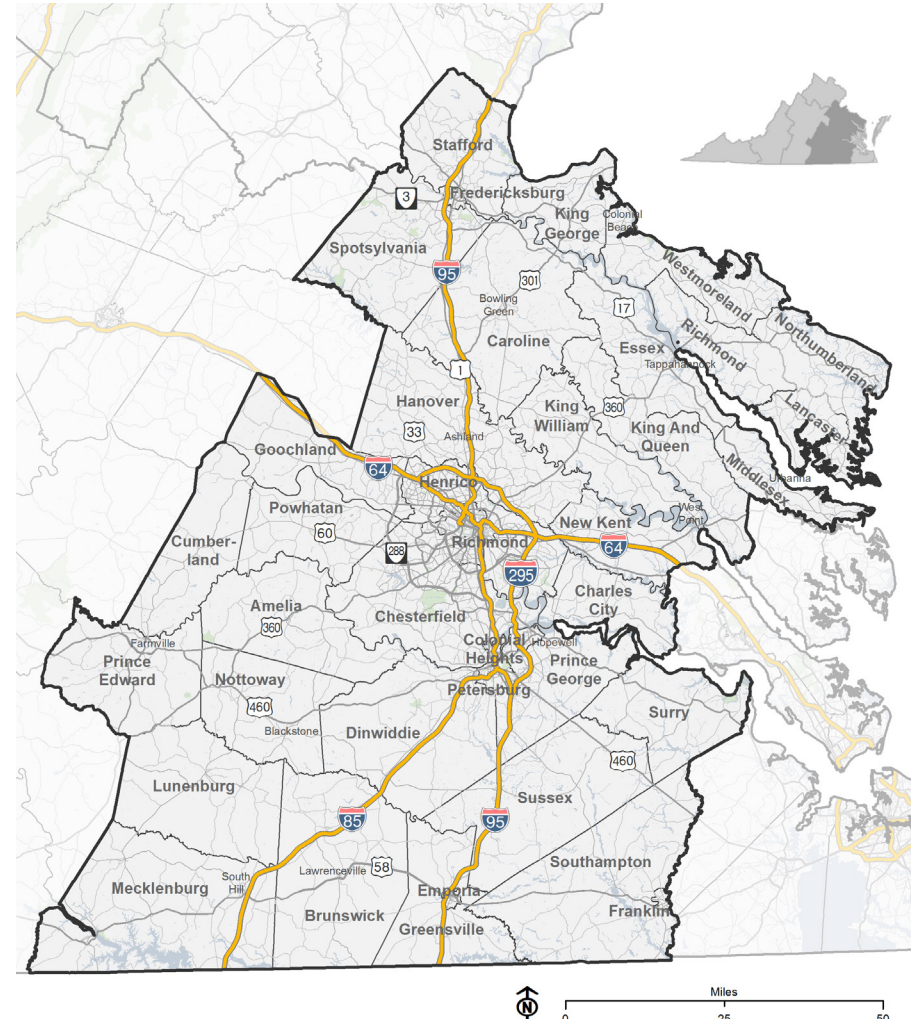 Stafford
3
Fredericksburg
King
George
Colonial
Beach
Spotsylvania
95
301
Westmoreland
Bowling
Green
17
Northumberland
Richmond
Caroline
Essex
Tappahannock
1
Hanover
King
William
360
Lancaster
33
Ashland
King And
Queen
Goochland
64
Middlesex
Urbanna
Henrico
Powhatan
West
Point
60
New Kent
Richmond
64
Cumber-
land
288
295
Charles
City
Amelia
360
Chesterfield
Farmville
Colonial
Heights
Hopewell
Prince
Edward
Prince
George
Nottoway
Petersburg
460
Surry
Blackstone
Dinwiddie
460
Lunenburg
Sussex
85
95
Southampton
58
South
Hill
Lawrenceville
Mecklenburg
Emporia
Brunswick
Franklin
Greensville
Miles
N
0
25
50